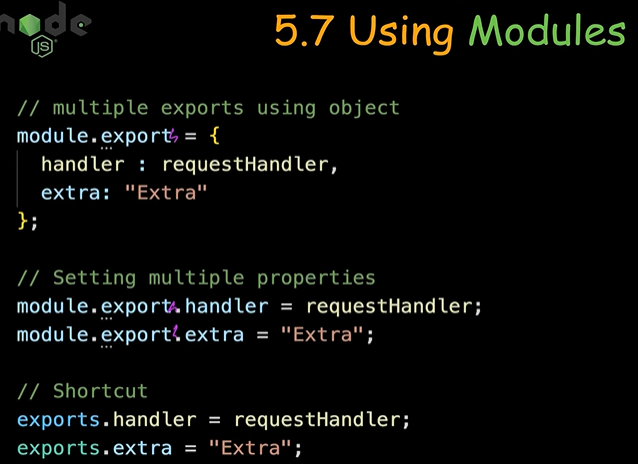 node
JS
5.7 Using Modules
// multiple exports using object
module.exports = {
handler : requestHandler,
extra: "Extra"
};
// Setting multiple properties
module.exports.handler = requestHandler;
module.exports.extra = "Extra";
// Shortcut
exports.handler = requestHandler;
exports.extra = "Extra";